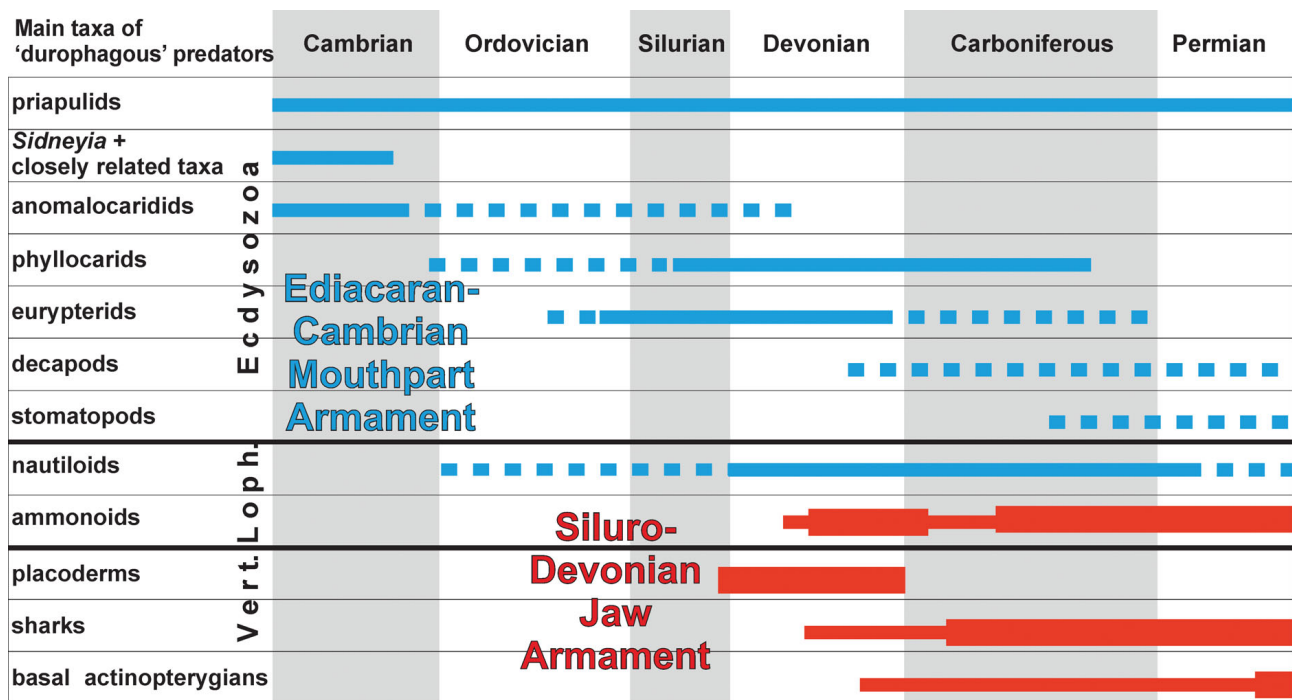 Main taxa of
‘durophagous’ predators
Cambrian
Ordovician
Silurian
Devonian
Carboniferous
Permian
priapulids
Sidneyia +
closely related taxa
anomalocaridids
phyllocarids
eurypterids
decapods
stomatopods
nautiloids
ammonoids
placoderms
sharks
basal actinopterygians
Ecdysozoa
Loph.
Vert.
Ediacaran-
Cambrian
Mouthpart
Armament
Siluro-
Devonian
Jaw
Armament